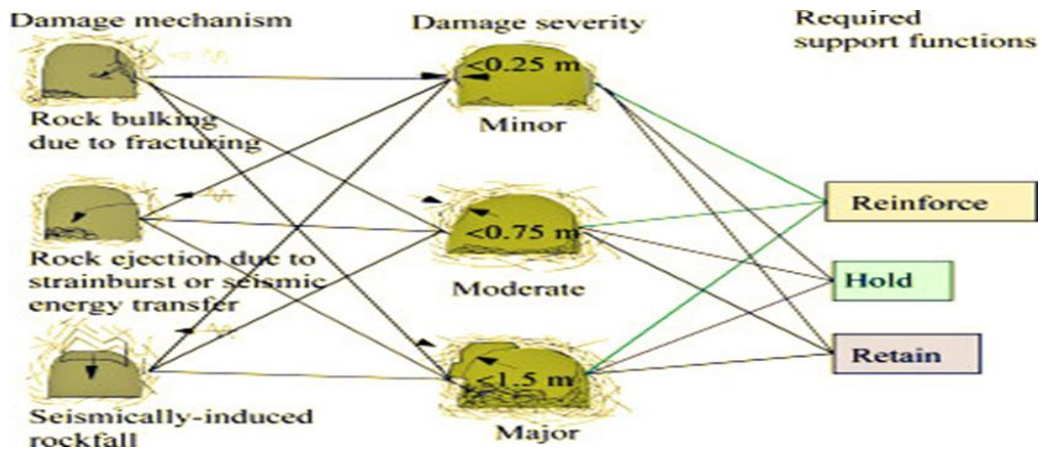 Damage mechanism
Damage severity
Required
support functions
<0.25 m
Minor
Rock bulking
due to fracturing
Reinforce
<0.75 m
Rock ejection due to
strainburst or seismic
energy transfer
Moderate
Hold
Retain
<1.5 m
Seismically-induced
rockfall
Major